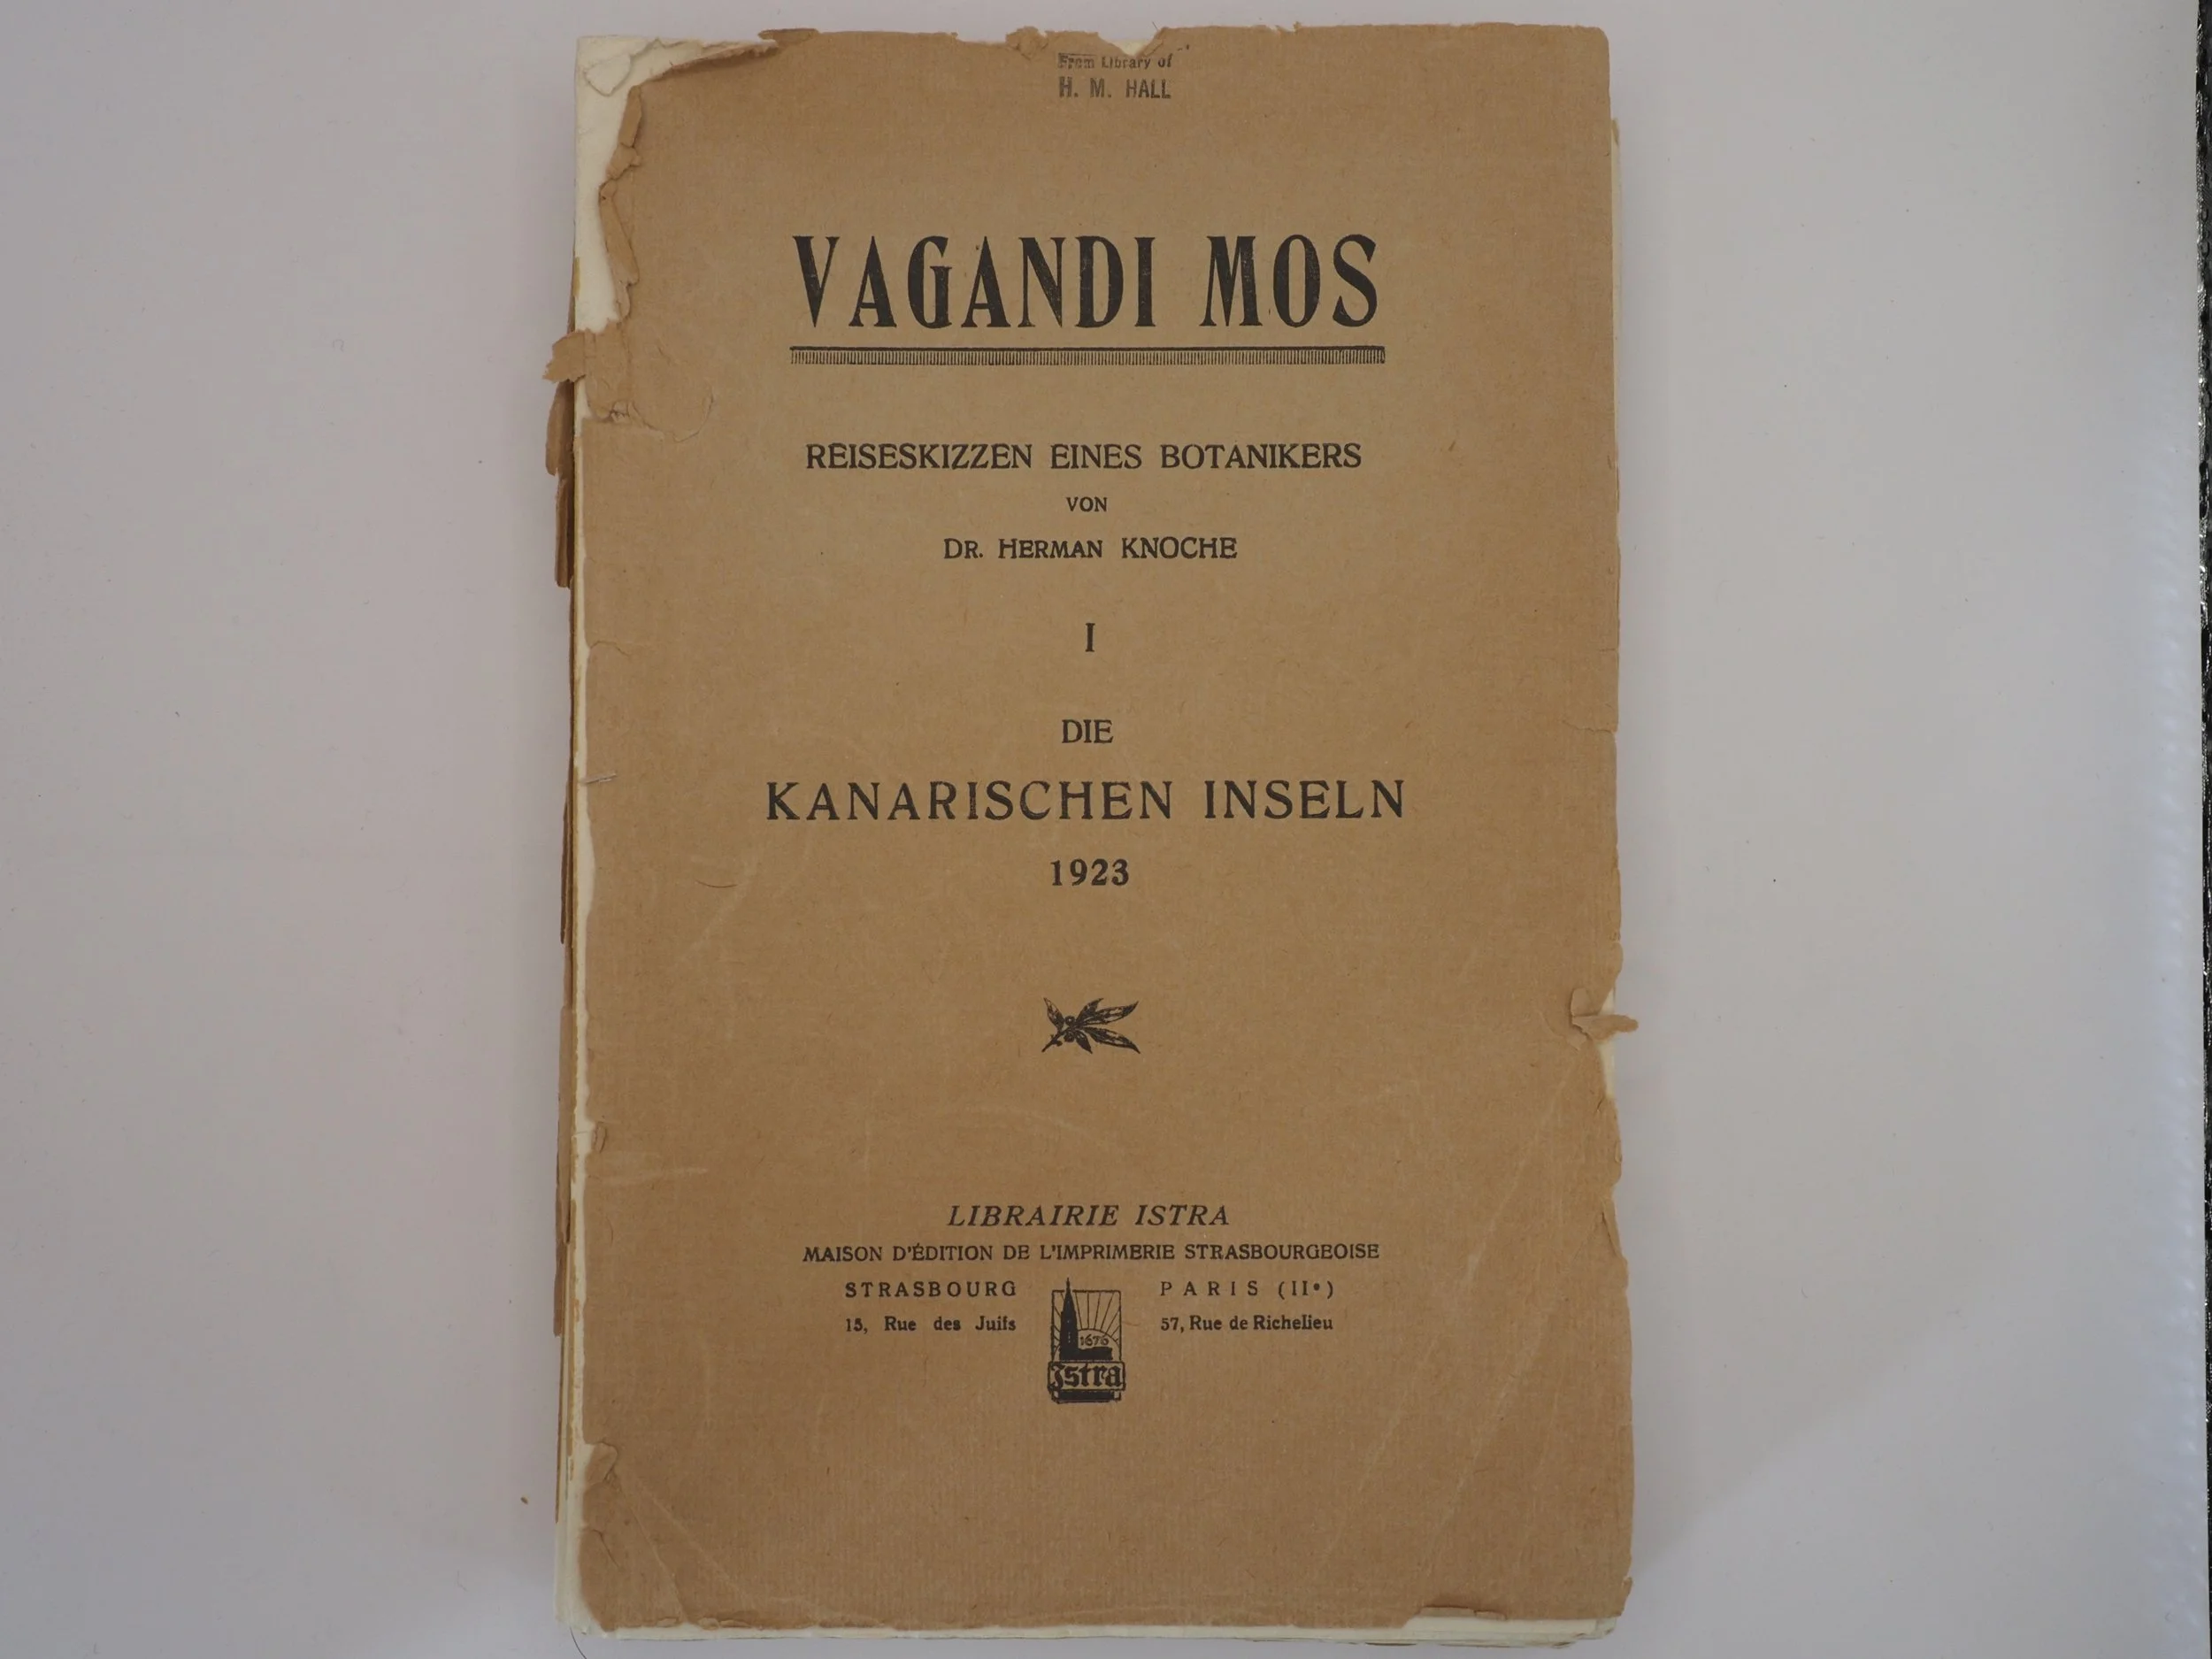 From Library of
H. M. HALL
VAGANDI MOS
REISESKIZZEN EINES BOTANIKERS
VON
DR. HERMAN KNOCHE
I
DIE
KANARISCHEN INSELN
1923
LIBRAIRIE ISTRA
MAISON D'ÉDITION DE L'IMPRIMERIE STRASBOURGEOISE
STRASBOURG
15, Rue des Juifs
1676
Istra
PARIS (IIe)
57, Rue de Richelieu